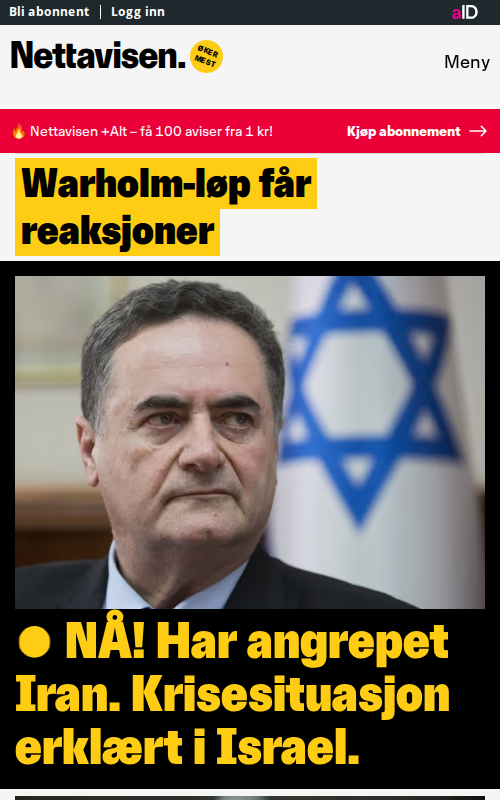 Bli abonnent | Logg inn
aID
Nettavisen.
ØKER
MEST
Meny
🔥 Nettavisen +Alt – få 100 aviser fra 1 kr!
Kjøp abonnement →
Warholm-løp får
reaksjoner
● NÅ! Har angrepet
Iran. Krisesituasjon
erklært i Israel.